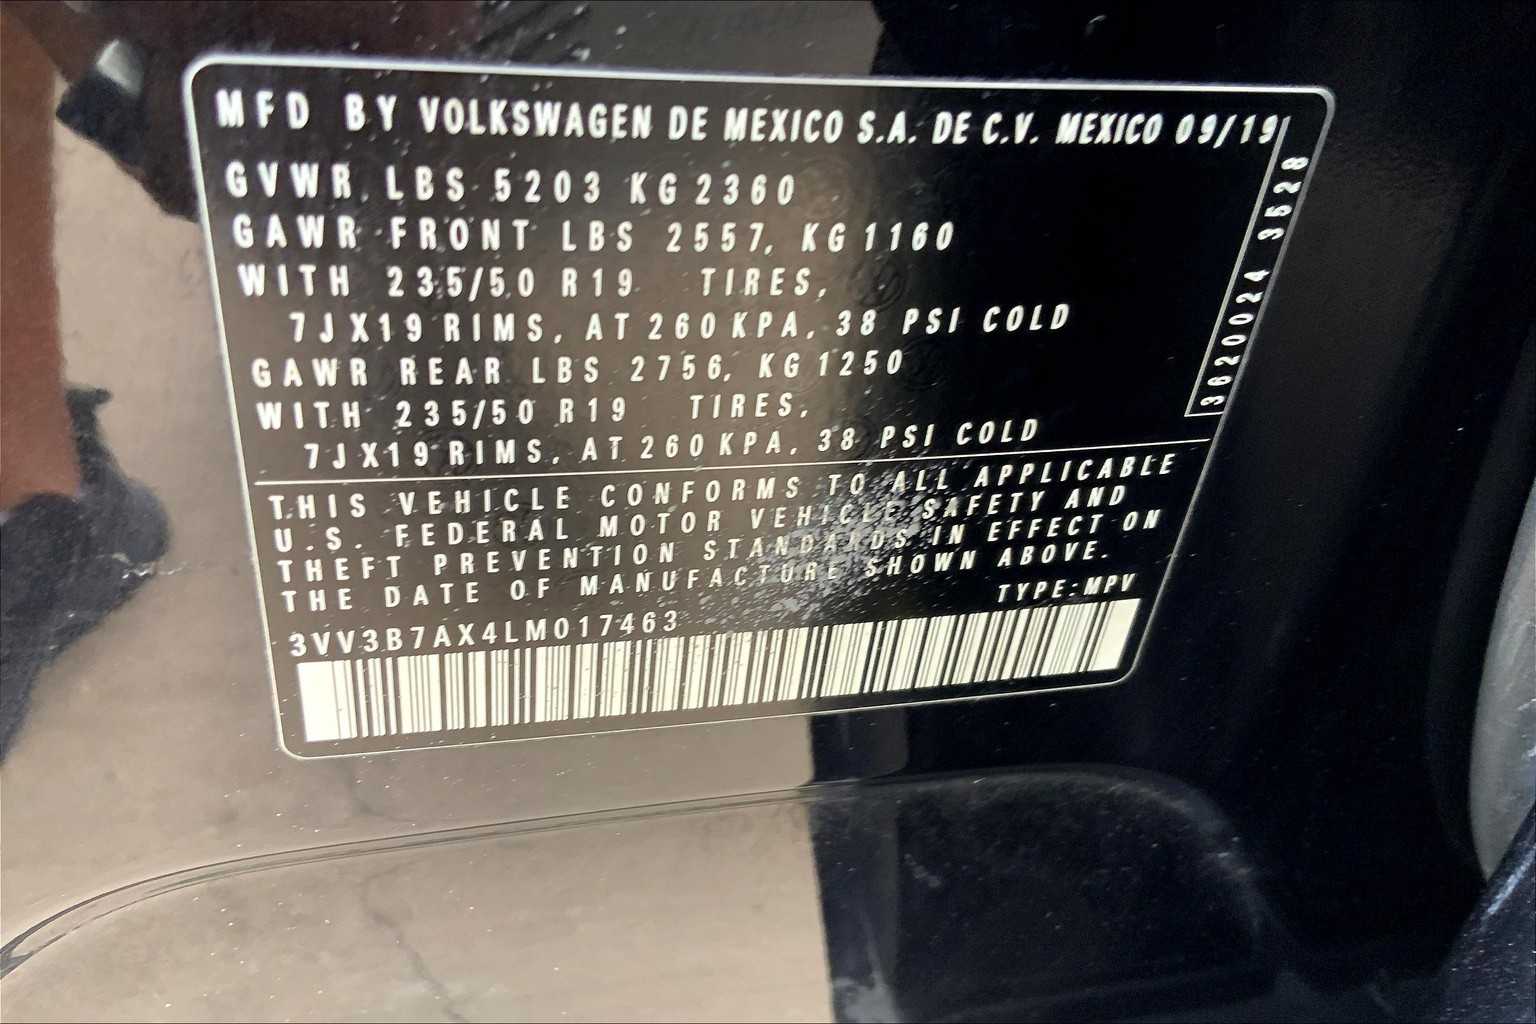 MFD BY VOLKSWAGEN DE MEXICO S.A. DE C.V. MEXICO 09/19
GVWR LBS 5203 KG 2360
GAWR FRONT LBS 2557, KG 1160
WITH 235/50 R19 TIRES,
7JX19 RIMS, AT 260 KPA, 38 PSI COLD
GAWR REAR LBS 2756, KG 1250
WITH 235/50 R19 TIRES,
7JX19 RIMS, AT 260 KPA, 38 PSI COLD
3620024 3528
THIS VEHICLE CONFORMS TO ALL APPLICABLE
U.S. FEDERAL MOTOR VEHICLE SAFETY AND
THEFT PREVENTION STANDARDS IN EFFECT ON
THE DATE OF MANUFACTURE SHOWN ABOVE.
TYPE:MPV
3VV3B7AX4LM017463